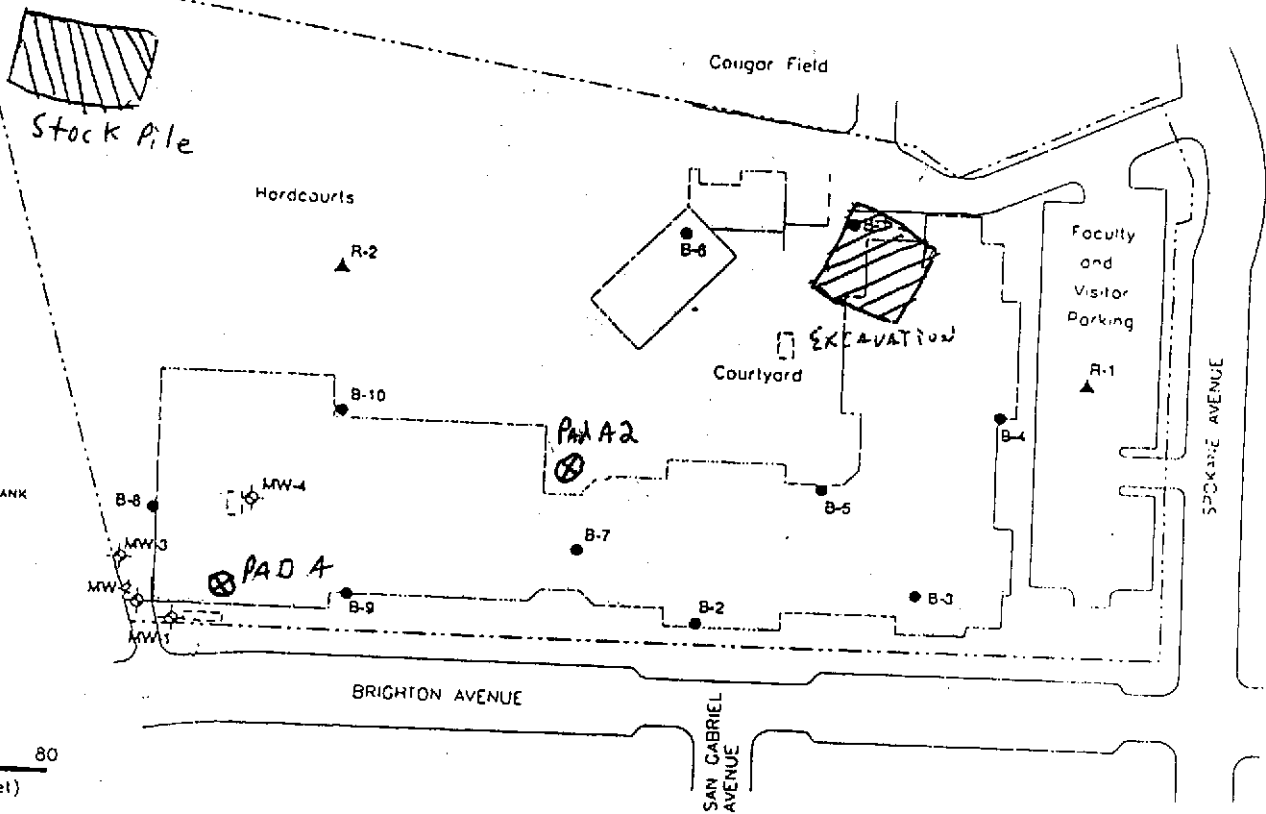 Cougar Field
Stock Pile
Hardcourts
R-2
B-6
Faculty
and
Visitor
Parking
EXCAVATION
Courtyard
R-1
B-10
PAD A2
B-4
SPOKANE AVENUE
MW-4
B-8
ANK
B-5
MW-3
B-7
PAD A
B-9
B-2
B-3
MW-1
BRIGHTON AVENUE
SAN GABRIEL
AVENUE
80
et)